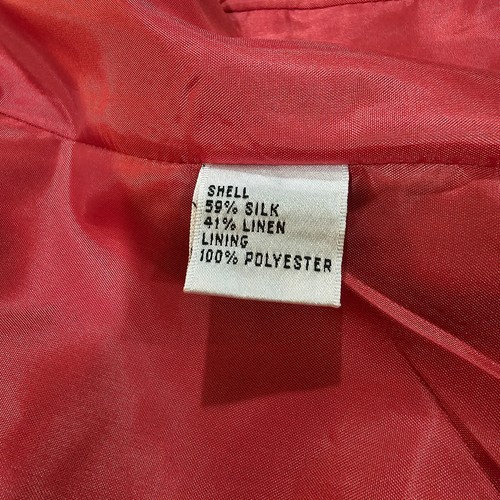 SHELL
59% SILK
41% LINEN
LINING
100% POLYESTER